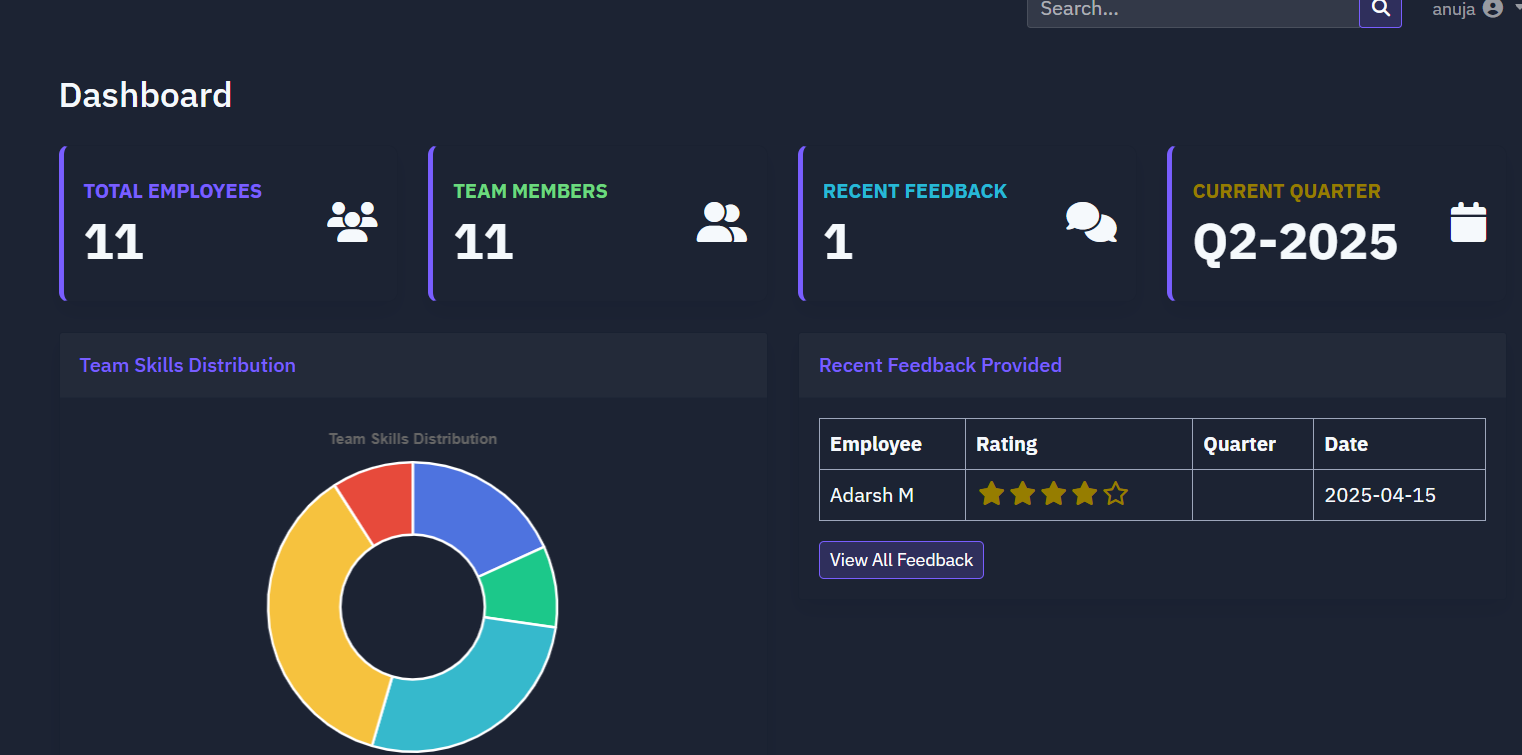 Search...
anuja
Dashboard
TOTAL EMPLOYEES
11
TEAM MEMBERS
11
RECENT FEEDBACK
1
CURRENT QUARTER
Q2-2025
Team Skills Distribution
Team Skills Distribution
Recent Feedback Provided
Employee Rating Quarter Date
Adarsh M 2025-04-15
View All Feedback